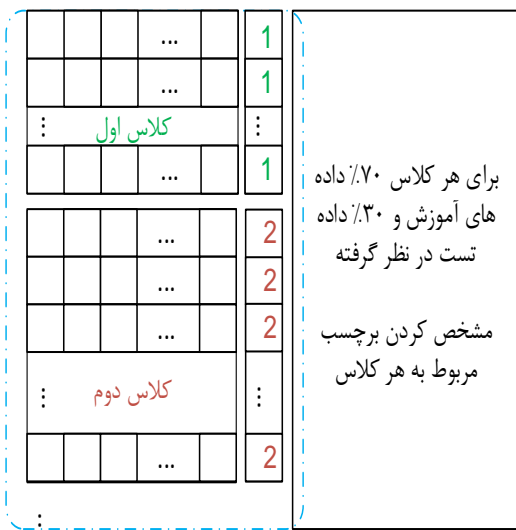 ... 1
... 1
⋮ کلاس اول ⋮
... 1
... 2
... 2
... 2
⋮ کلاس دوم ⋮
... 2
⋮
برای هر کلاس ۷۰٪ داده
های آموزش و ۳۰٪ داده
تست در نظر گرفته
مشخص کردن برچسب
مربوط به هر کلاس